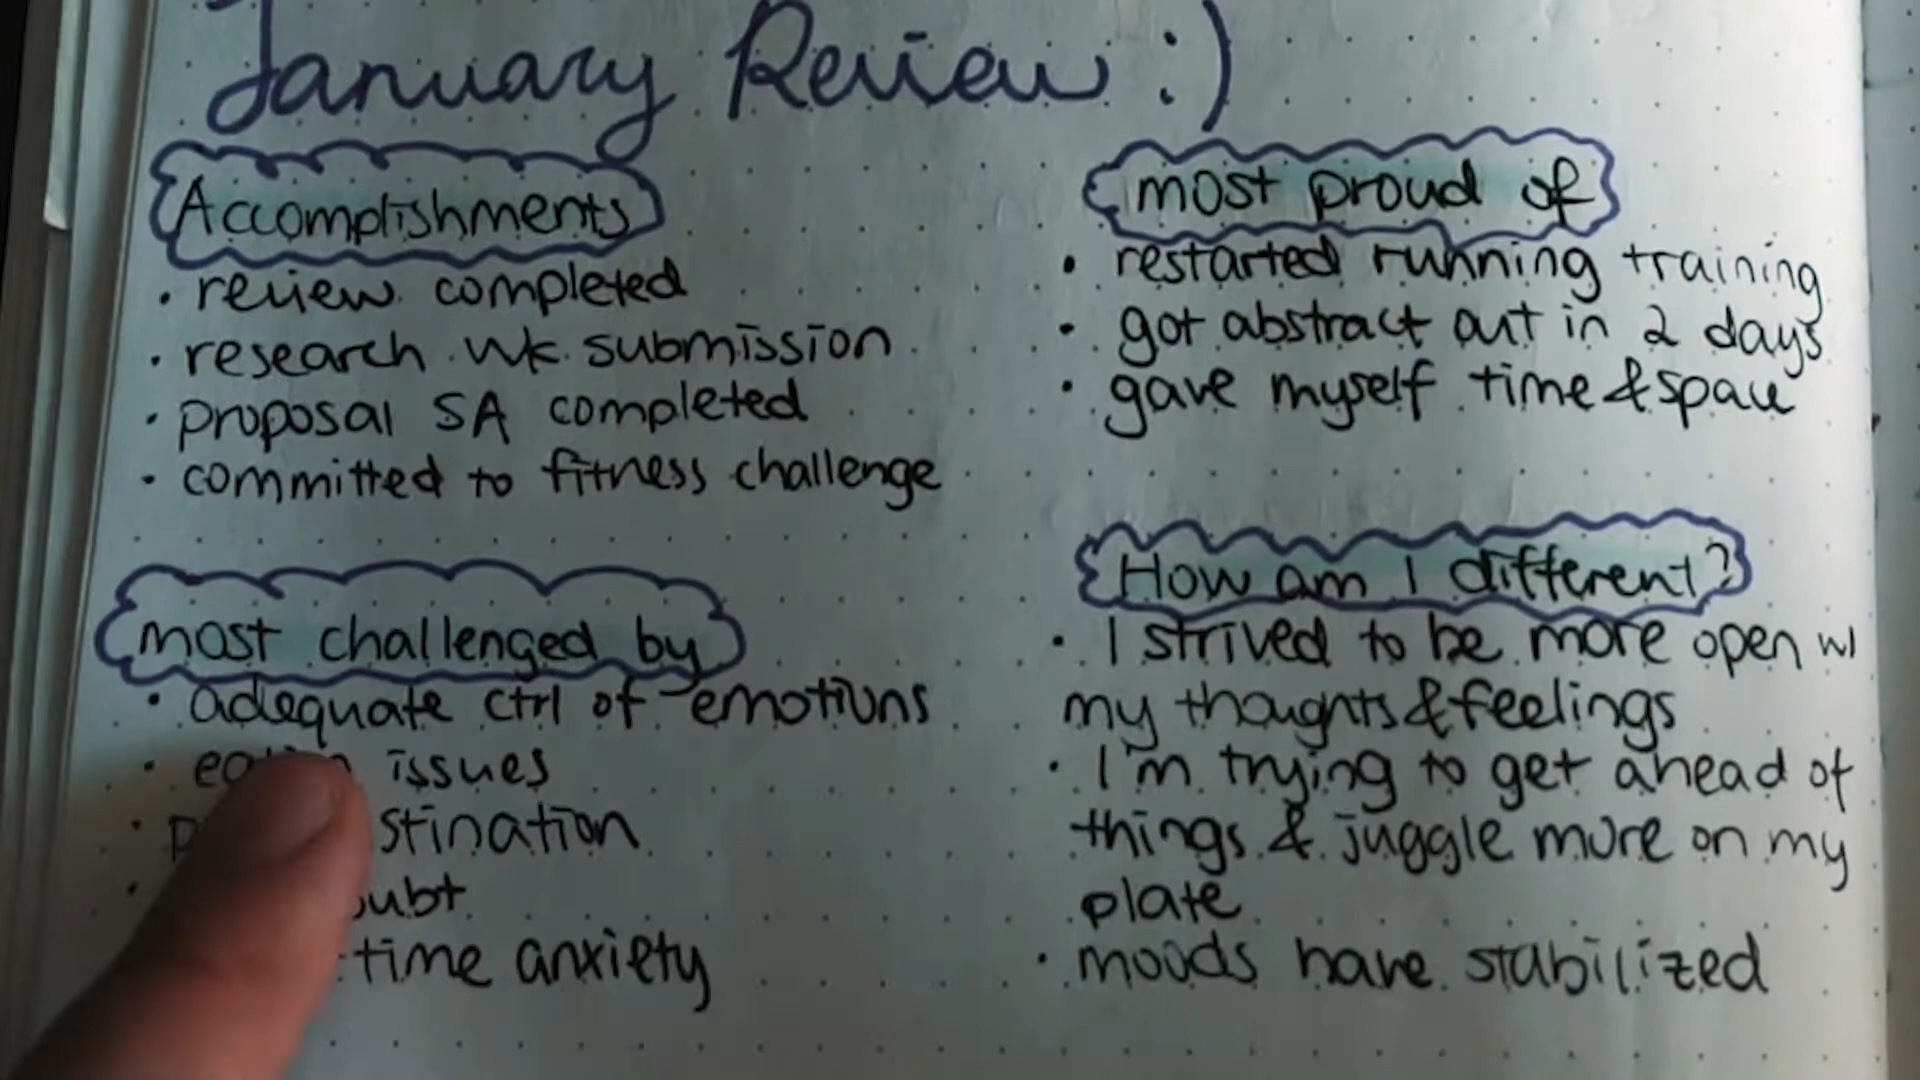 January Review :)
Accomplishments
• review completed
• research wk submission
• proposal SA completed
• committed to fitness challenge
most proud of
• restarted running training
• got abstract out in 2 days
• gave myself time & space
most challenged by
• adequate ctrl of emotions
• issues
•
•
time anxiety
How am I different?
• I strived to be more open w/
my thoughts & feelings
• I'm trying to get ahead of
things & juggle more on my
plate
• moods have stabilized